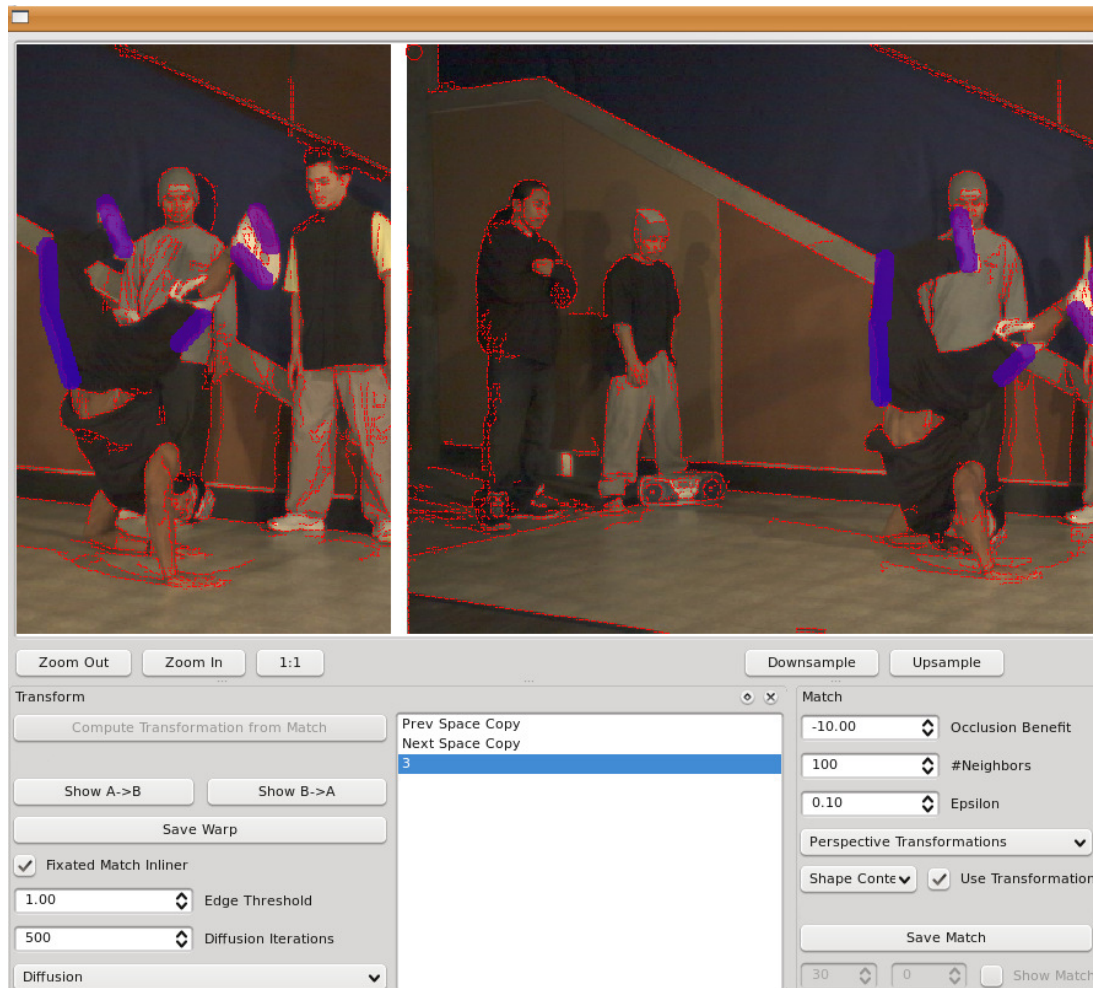 Zoom Out Zoom In 1:1 Downsample Upsample
Transform
Compute Transformation from Match
Show A->B Show B->A
Save Warp
Fixated Match Inliner
1.00 Edge Threshold
500 Diffusion Iterations
Diffusion
Prev Space Copy
Next Space Copy
3
Match
-10.00 Occlusion Benefit
100 #Neighbors
0.10 Epsilon
Perspective Transformations
Shape Conte Use Transformation
Save Match
30 0 Show Match